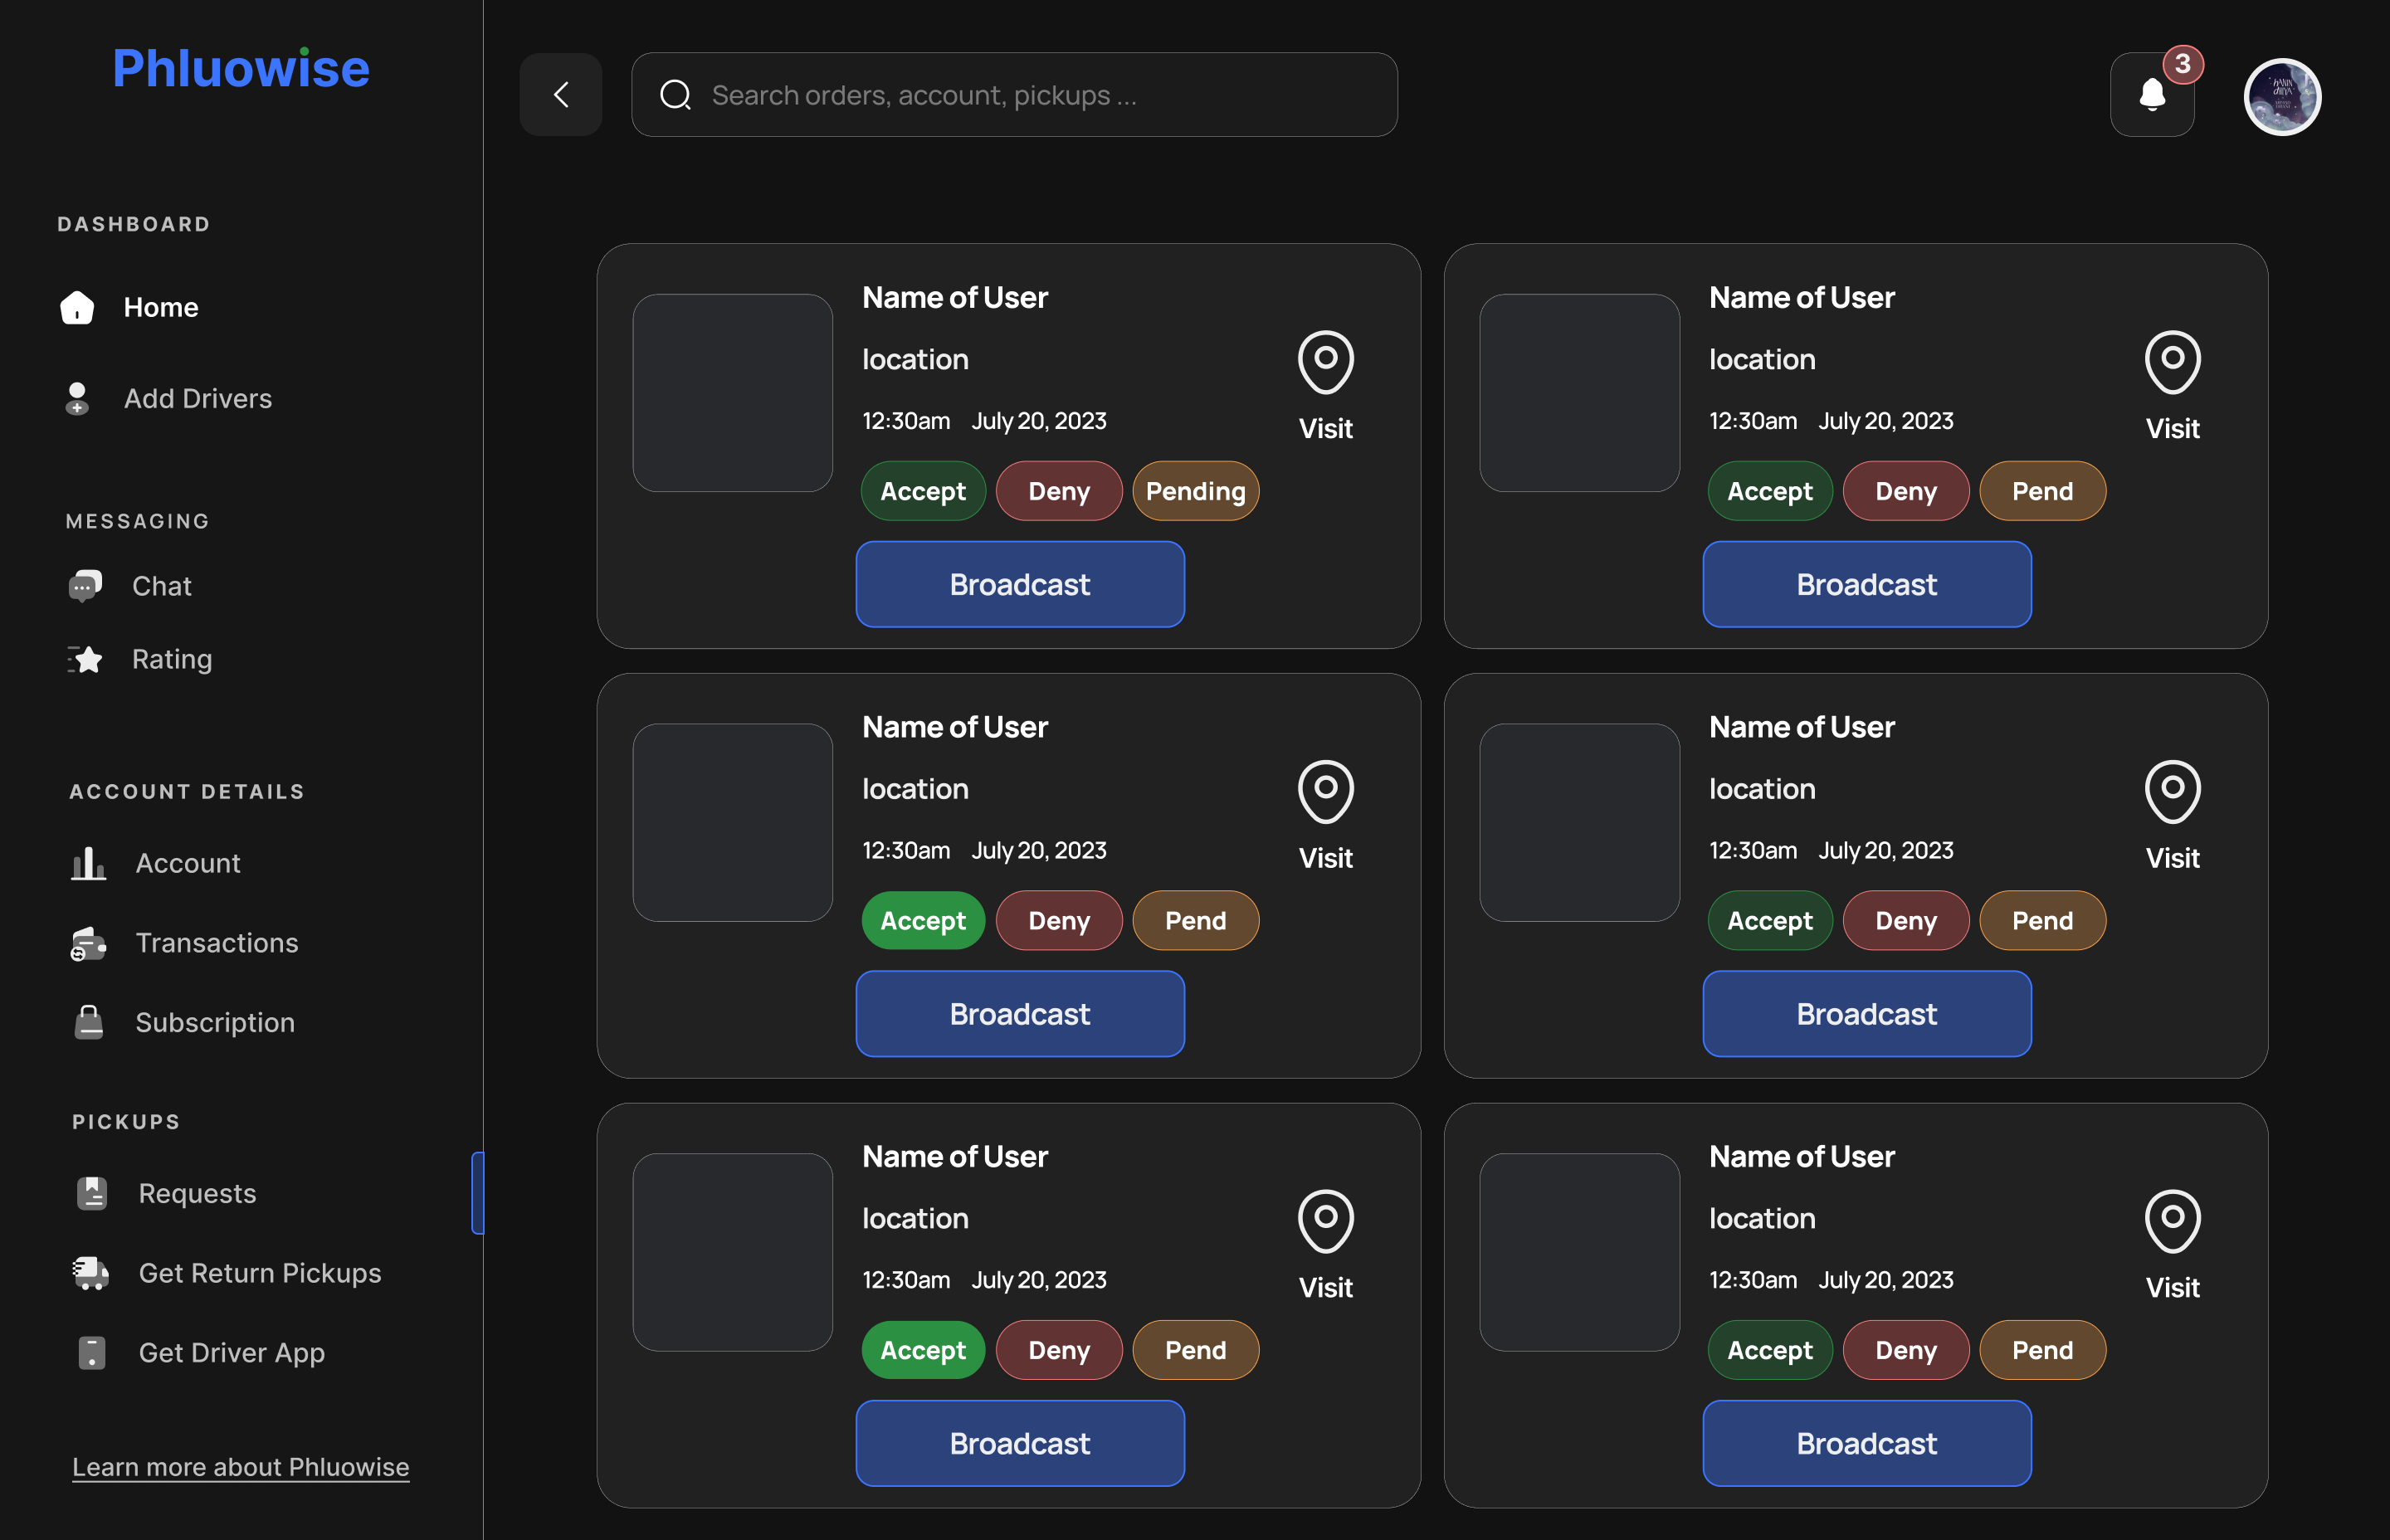 Phluowise
Search orders, account, pickups ...
3
DASHBOARD
Home
Add Drivers
MESSAGING
Chat
Rating
ACCOUNT DETAILS
Account
Transactions
Subscription
PICKUPS
Requests
Get Return Pickups
Get Driver App
Learn more about Phluowise
Name of User
location
12:30am July 20, 2023
Visit
Accept Deny Pending
Broadcast
Name of User
location
12:30am July 20, 2023
Visit
Accept Deny Pend
Broadcast
Name of User
location
12:30am July 20, 2023
Visit
Accept Deny Pend
Broadcast
Name of User
location
12:30am July 20, 2023
Visit
Accept Deny Pend
Broadcast
Name of User
location
12:30am July 20, 2023
Visit
Accept Deny Pend
Broadcast
Name of User
location
12:30am July 20, 2023
Visit
Accept Deny Pend
Broadcast